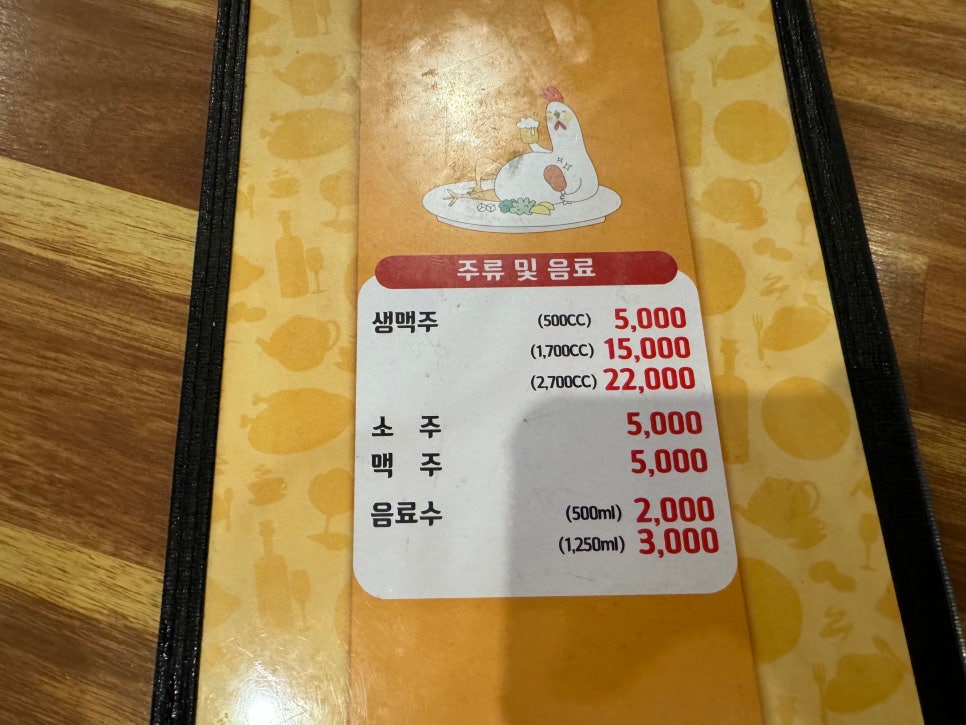 주류 및 음료
생맥주 (500CC) 5,000
(1,700CC) 15,000
(2,700CC) 22,000
소 주 5,000
맥 주 5,000
음료수 (500ml) 2,000
(1,250ml) 3,000